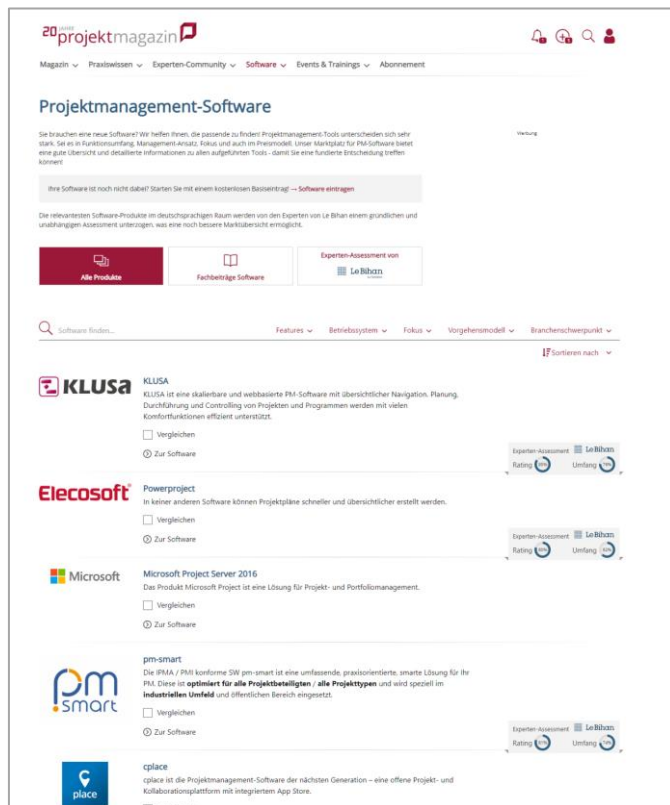 20 JAHRE
projektmagazin
Magazin Praxiswissen Experten-Community Software Events & Trainings Abonnement
Projektmanagement-Software
Sie brauchen eine neue Software? Wir helfen Ihnen, die passende zu finden! Projektmanagement-Tools unterscheiden sich sehr
stark. Sei es in Funktionsumfang, Management-Ansatz, Fokus und auch im Preismodell. Unser Marktplatz für PM-Software bietet
eine gute Übersicht und detaillierte Informationen zu allen aufgeführten Tools - damit Sie eine fundierte Entscheidung treffen
können!
Werbung
Ihre Software ist noch nicht dabei? Starten Sie mit einem kostenlosen Basiseintrag! → Software eintragen
Die relevantesten Software-Produkte im deutschsprachigen Raum werden von den Experten von Le Bihan einem gründlichen und
unabhängigen Assessment unterzogen, was eine noch bessere Marktübersicht ermöglicht.
Alle Produkte
Fachbeiträge Software
Experten-Assessment von
Le Bihan
Software finden...
Features Betriebssystem Fokus Vorgehensmodell Branchenschwerpunkt
Sortieren nach
KLUSA
KLUSA
KLUSA ist eine skalierbare und webbasierte PM-Software mit übersichtlicher Navigation. Planung,
Durchführung und Controlling von Projekten und Programmen werden mit vielen
Komfortfunktionen effizient unterstützt.
Vergleichen
Zur Software
Experten-Assessment Le Bihan
Rating Umfang
Elecosoft
Powerproject
In keiner anderen Software können Projektpläne schneller und übersichtlicher erstellt werden.
Vergleichen
Zur Software
Experten-Assessment Le Bihan
Rating Umfang
Microsoft
Microsoft Project Server 2016
Das Produkt Microsoft Project ist eine Lösung für Projekt- und Portfoliomanagement.
Vergleichen
Zur Software
pm
smart
pm-smart
Die IPMA / PMI konforme SW pm-smart ist eine umfassende, praxisorientierte, smarte Lösung für Ihr
PM. Diese ist optimiert für alle Projektbeteiligten / alle Projekttypen und wird speziell im
industriellen Umfeld und öffentlichen Bereich eingesetzt.
Vergleichen
Zur Software
Experten-Assessment Le Bihan
Rating Umfang
place
cplace
cplace ist die Projektmanagement-Software der nächsten Generation – eine offene Projekt- und
Kollaborationsplattform mit integriertem App Store.